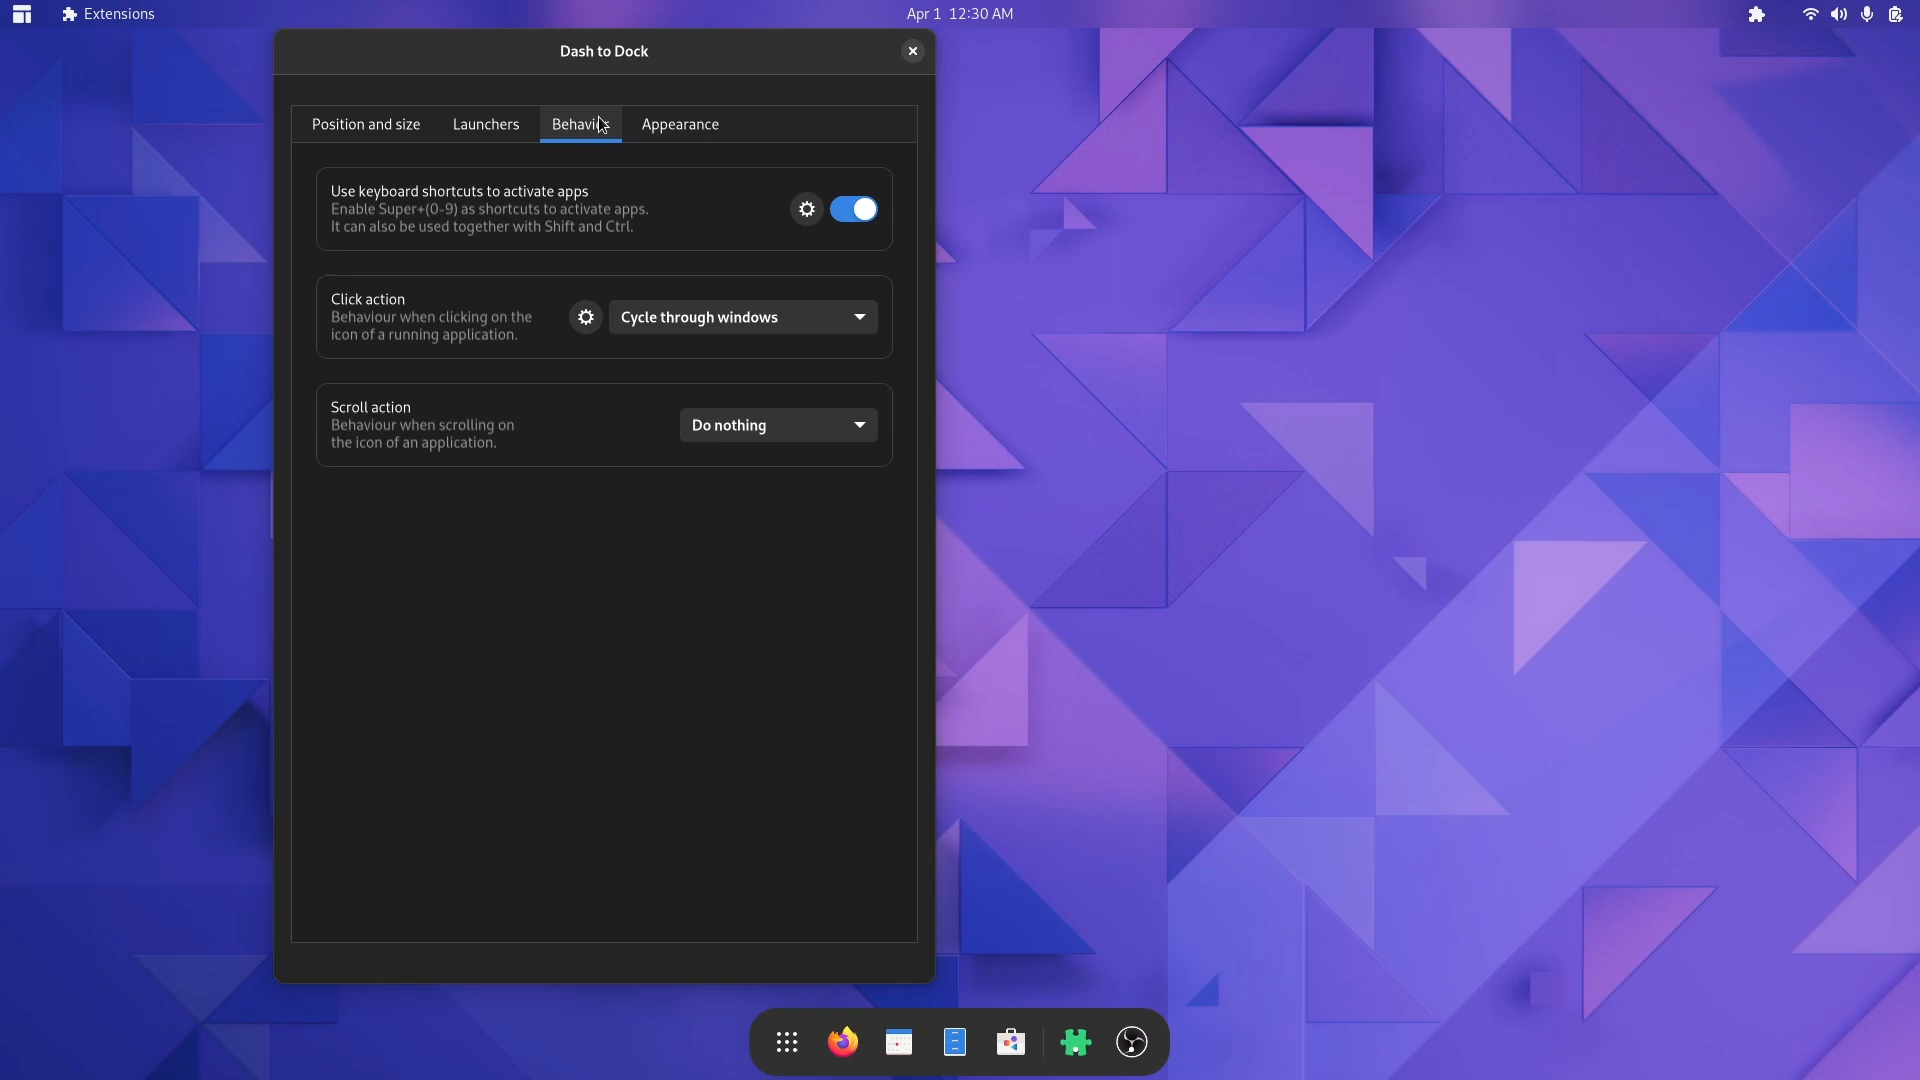 Extensions
Apr 1 12:30 AM
Dash to Dock
Position and size
Launchers
Behavior
Appearance
Use keyboard shortcuts to activate apps
Enable Super+(0-9) as shortcuts to activate apps.
It can also be used together with Shift and Ctrl.
Click action
Behaviour when clicking on the
icon of a running application.
Cycle through windows
Scroll action
Behaviour when scrolling on
the icon of an application.
Do nothing